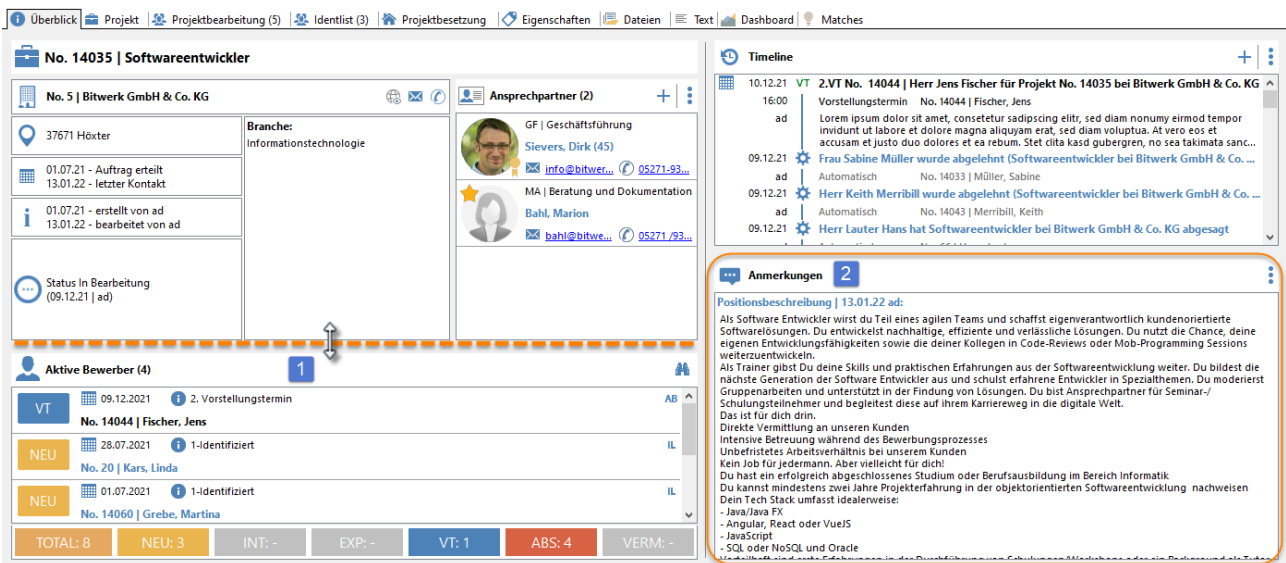 Überblick Projekt Projektbearbeitung (5) Identlist (3) Projektbesetzung Eigenschaften Dateien Text Dashboard Matches
No. 14035 | Softwareentwickler
No. 5 | Bitwerk GmbH & Co. KG
37671 Höxter
01.07.21 - Auftrag erteilt
13.01.22 - letzter Kontakt
01.07.21 - erstellt von ad
13.01.22 - bearbeitet von ad
Status In Bearbeitung
(09.12.21 | ad)
Branche:
Informationstechnologie
Ansprechpartner (2)
GF | Geschäftsführung
Sievers, Dirk (45)
info@bitwer... 05271-93...
MA | Beratung und Dokumentation
Bahl, Marion
bahl@bitwe... 05271 /93...
1
Aktive Bewerber (4)
VT
09.12.2021 2. Vorstellungstermin AB
No. 14044 | Fischer, Jens
NEU
28.07.2021 1-Identifiziert IL
No. 20 | Kars, Linda
NEU
01.07.2021 1-Identifiziert IL
No. 14060 | Grebe, Martina
TOTAL: 8 NEU: 3 INT: - EXP: - VT: 1 ABS: 4 VERM: -
Timeline
10.12.21 VT 2.VT No. 14044 | Herr Jens Fischer für Projekt No. 14035 bei Bitwerk GmbH & Co. KG
16:00 Vorstellungstermin No. 14044 | Fischer, Jens
ad Lorem ipsum dolor sit amet, consetetur sadipscing elitr, sed diam nonumy eirmod tempor
invidunt ut labore et dolore magna aliquyam erat, sed diam voluptua. At vero eos et
accusam et justo duo dolores et ea rebum. Stet clita kasd gubergren, no sea takimata sanc...
09.12.21 Frau Sabine Müller wurde abgelehnt (Softwareentwickler bei Bitwerk GmbH & Co. ...
ad Automatisch No. 14033 | Müller, Sabine
09.12.21 Herr Keith Merribill wurde abgelehnt (Softwareentwickler bei Bitwerk GmbH & Co. ...
ad Automatisch No. 14043 | Merribill, Keith
09.12.21 Herr Lauter Hans hat Softwareentwickler bei Bitwerk GmbH & Co. KG abgesagt
Anmerkungen 2
Positionsbeschreibung | 13.01.22 ad:
Als Software Entwickler wirst du Teil eines agilen Teams und schaffst eigenverantwortlich kundenorientierte
Softwarelösungen. Du entwickelst nachhaltige, effiziente und verlässliche Lösungen. Du nutzt die Chance, deine
eigenen Entwicklungsfähigkeiten sowie die deiner Kollegen in Code-Reviews oder Mob-Programming Sessions
weiterzuentwickeln.
Als Trainer gibst Du deine Skills und praktischen Erfahrungen aus der Softwareentwicklung weiter. Du bildest die
nächste Generation der Software Entwickler aus und schulst erfahrene Entwickler in Spezialthemen. Du moderierst
Gruppenarbeiten und unterstützt in der Findung von Lösungen. Du bist Ansprechpartner für Seminar-/
Schulungsteilnehmer und begleitest diese auf ihrem Karriereweg in die digitale Welt.
Das ist für dich drin.
Direkte Vermittlung an unseren Kunden
Intensive Betreuung während des Bewerbungsprozesses
Unbefristetes Arbeitsverhältnis bei unserem Kunden
Kein Job für jedermann. Aber vielleicht für dich!
Du hast ein erfolgreich abgeschlossenes Studium oder Berufsausbildung im Bereich Informatik
Du kannst mindestens zwei Jahre Projekterfahrung in der objektorientierten Softwareentwicklung nachweisen
Dein Tech Stack umfasst idealerweise:
- Java/Java FX
- Angular, React oder VueJS
- JavaScript
- SQL oder NoSQL und Oracle